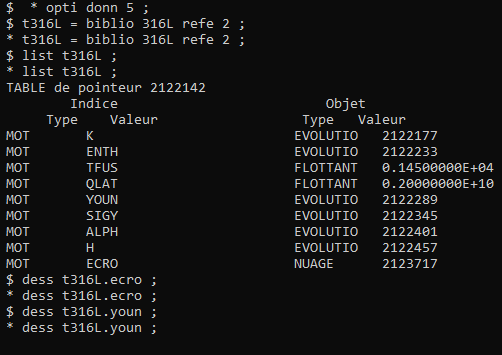 $  * opti donn 5 ;
$ t316L = biblio 316L refe 2 ;
* t316L = biblio 316L refe 2 ;
$ list t316L ;
* list t316L ;
TABLE de pointeur 2122142
Indice Objet
Type Valeur Type Valeur
MOT K EVOLUTIO 2122177
MOT ENTH EVOLUTIO 2122233
MOT TFUS FLOTTANT 0.14500000E+04
MOT QLAT FLOTTANT 0.20000000E+10
MOT YOUN EVOLUTIO 2122289
MOT SIGY EVOLUTIO 2122345
MOT ALPH EVOLUTIO 2122401
MOT H EVOLUTIO 2122457
MOT ECRO NUAGE 2123717
$ dess t316L.ecro ;
* dess t316L.ecro ;
$ dess t316L.youn ;
* dess t316L.youn ;